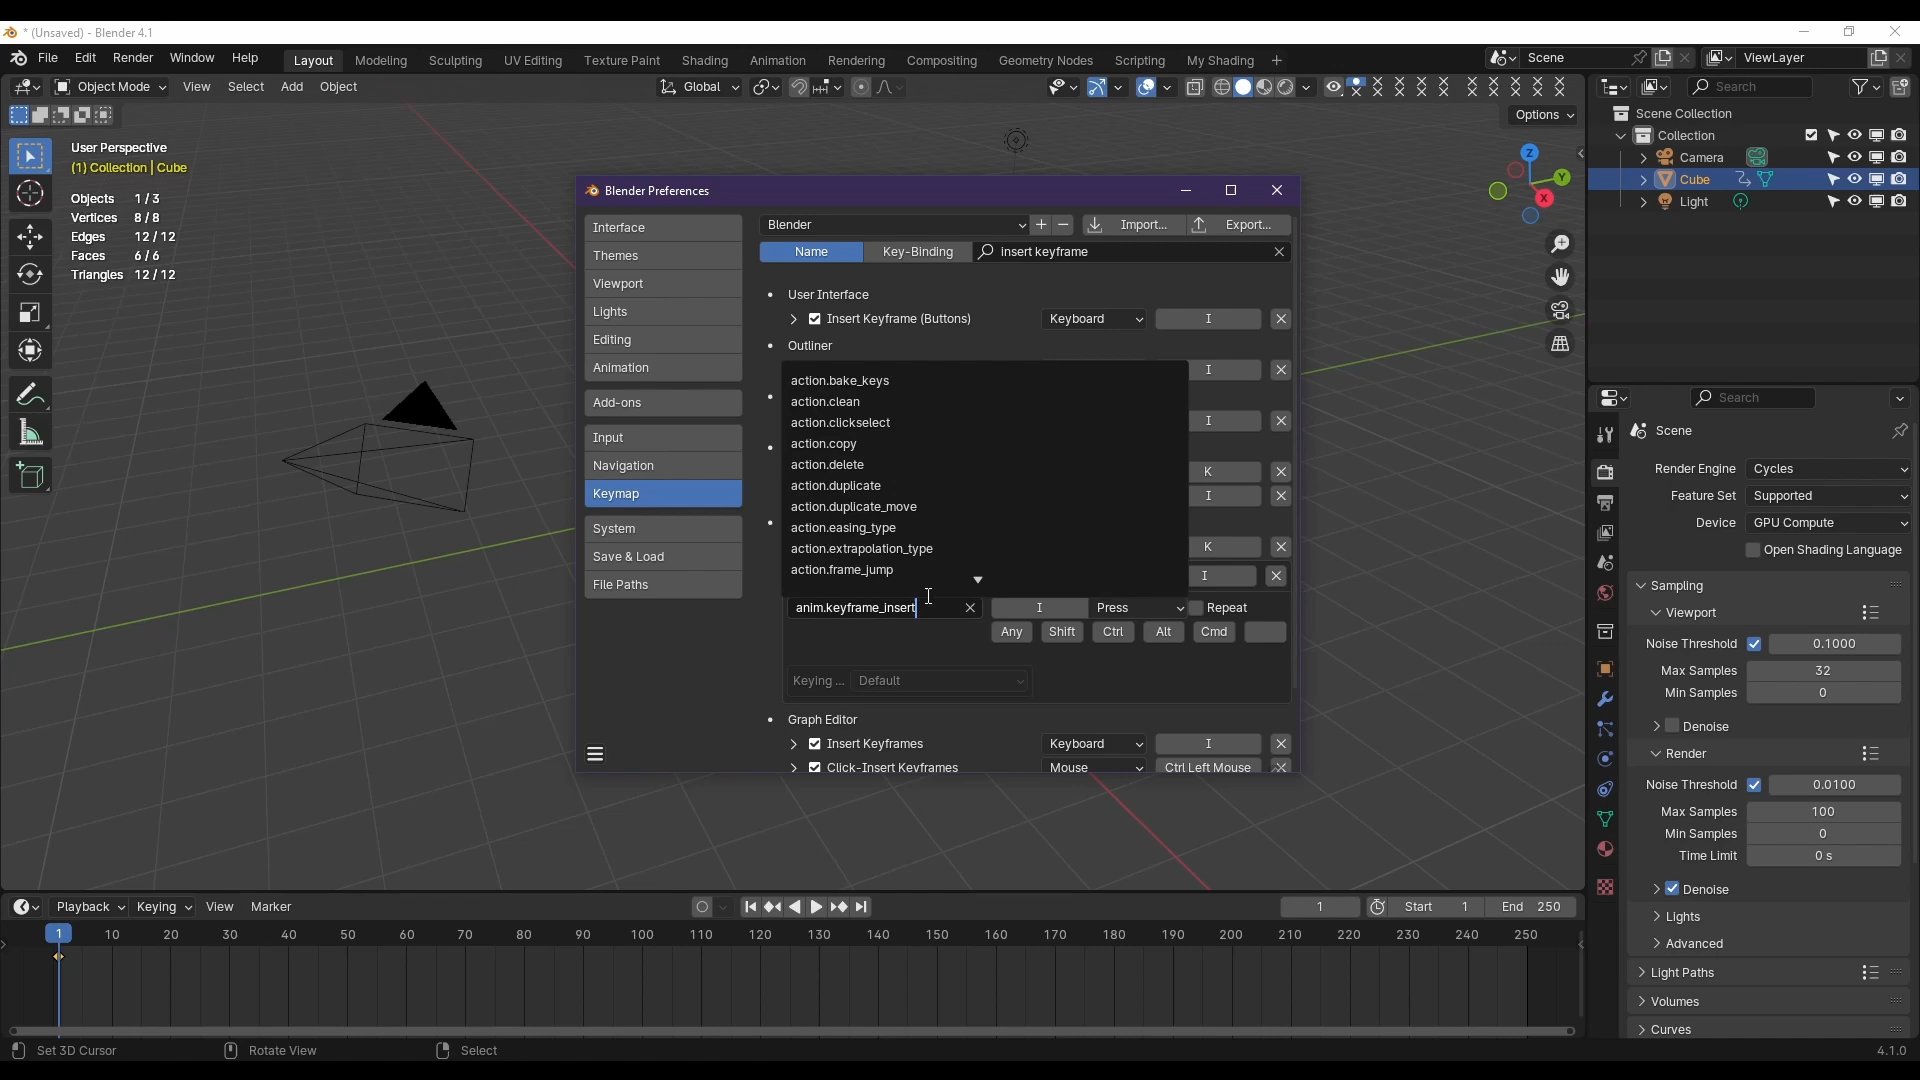 * (Unsaved) - Blender 4.1
File Edit Render Window Help Layout Modeling Sculpting UV Editing Texture Paint Shading Animation Rendering Compositing Geometry Nodes Scripting My Shading + Scene ViewLayer
Object Mode View Select Add Object Global Search
Options
User Perspective
(1) Collection | Cube
Objects 1/3
Vertices 8/8
Edges 12/12
Faces 6/6
Triangles 12/12
Z
Y
X
Scene Collection
Collection
Camera
Cube
Light
Blender Preferences
Interface
Themes
Viewport
Lights
Editing
Animation
Add-ons
Input
Navigation
Keymap
System
Save & Load
File Paths
Blender Import... Export...
Name Key-Binding insert keyframe
User Interface
Insert Keyframe (Buttons) Keyboard I
Outliner
I
I
K
I
K
I
action.bake_keys
action.clean
action.clickselect
action.copy
action.delete
action.duplicate
action.duplicate_move
action.easing_type
action.extrapolation_type
action.frame_jump
anim.keyframe_insert I Press Repeat
Any Shift Ctrl Alt Cmd
Keying ... Default
Graph Editor
Insert Keyframes Keyboard I
Click-Insert Keyframes Mouse Ctrl Left Mouse
Search
Scene
Render Engine Cycles
Feature Set Supported
Device GPU Compute
Open Shading Language
Sampling
Viewport
Noise Threshold 0.1000
Max Samples 32
Min Samples 0
Denoise
Render
Noise Threshold 0.0100
Max Samples 100
Min Samples 0
Time Limit 0 s
Denoise
Lights
Advanced
Light Paths
Volumes
Curves
Playback Keying View Marker 1 Start 1 End 250
1 10 20 30 40 50 60 70 80 90 100 110 120 130 140 150 160 170 180 190 200 210 220 230 240 250
Set 3D Cursor Rotate View Select 4.1.0